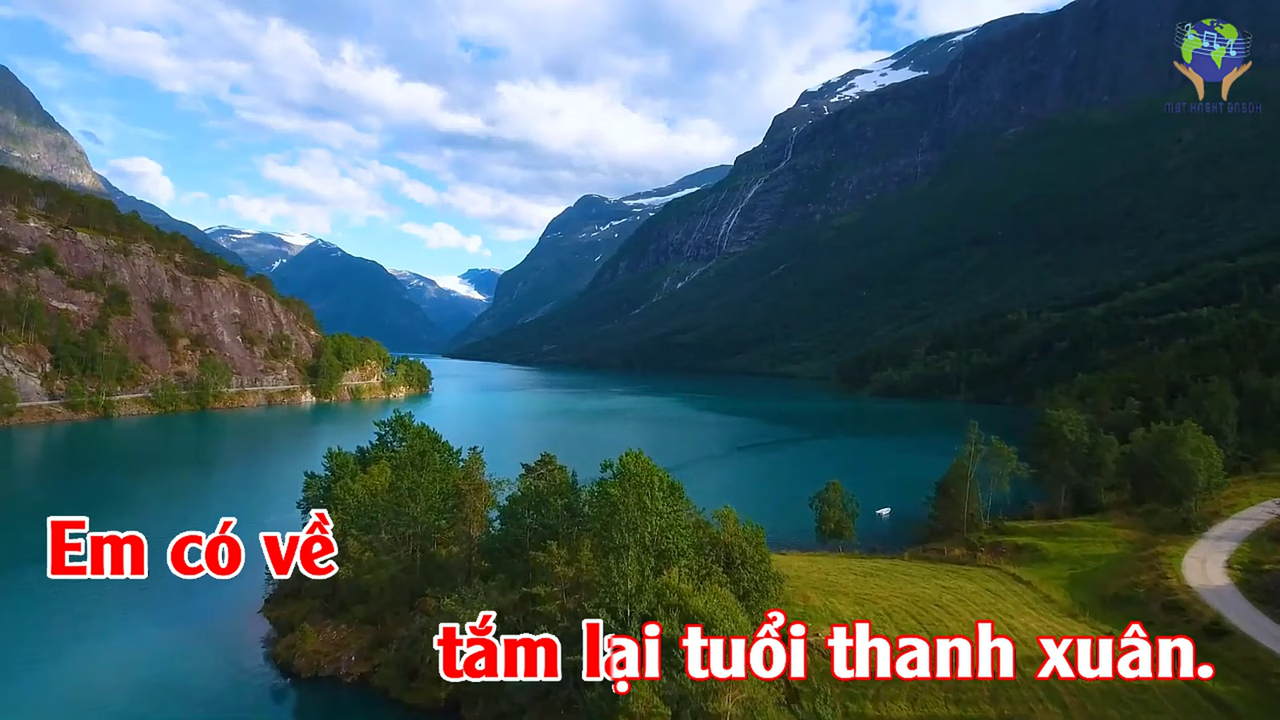 Em có về
tắm lại tuổi thanh xuân.